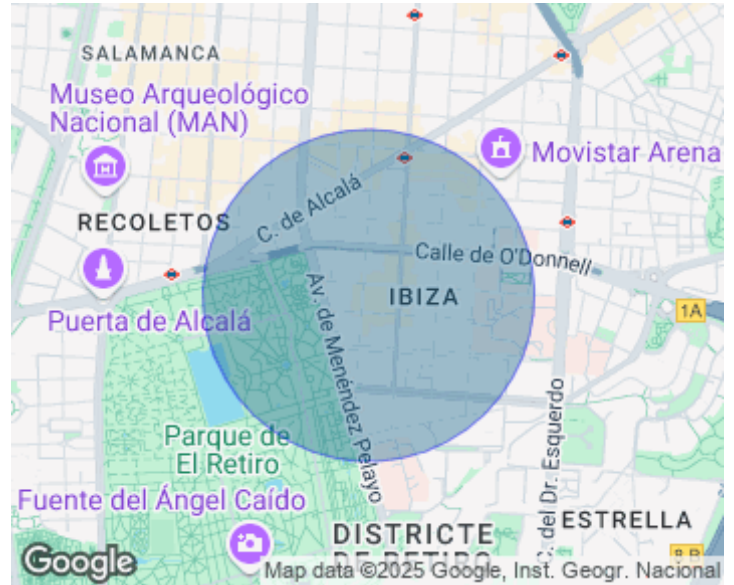 SALAMANCA
Museo Arqueológico
Nacional (MAN)
Movistar Arena
RECOLETOS
C. de Alcalá
Calle de O'Donnell
IBIZA
1A
Puerta de Alcalá
Av. de Menéndez Pelayo
Parque de
El Retiro
C. del Dr. Esquerdo
Fuente del Ángel Caído
DISTRICTE
DE RETIRO
ESTRELLA
Google
Map data ©2025 Google, Inst. Geogr. Nacional